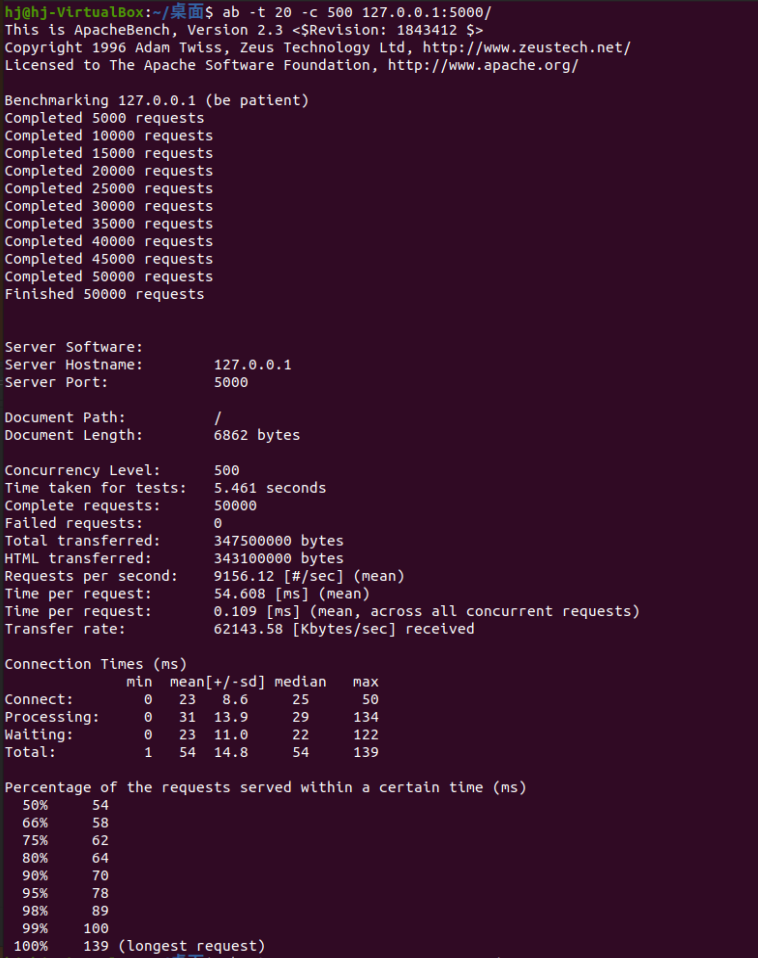 hj@hj-VirtualBox:~/桌面$ ab -t 20 -c 500 127.0.0.1:5000/
This is ApacheBench, Version 2.3 <$Revision: 1843412 $>
Copyright 1996 Adam Twiss, Zeus Technology Ltd, http://www.zeustech.net/
Licensed to The Apache Software Foundation, http://www.apache.org/

Benchmarking 127.0.0.1 (be patient)
Completed 5000 requests
Completed 10000 requests
Completed 15000 requests
Completed 20000 requests
Completed 25000 requests
Completed 30000 requests
Completed 35000 requests
Completed 40000 requests
Completed 45000 requests
Completed 50000 requests
Finished 50000 requests


Server Software:
Server Hostname:        127.0.0.1
Server Port:            5000

Document Path:          /
Document Length:        6862 bytes

Concurrency Level:      500
Time taken for tests:   5.461 seconds
Complete requests:      50000
Failed requests:        0
Total transferred:      347500000 bytes
HTML transferred:       343100000 bytes
Requests per second:    9156.12 [#/sec] (mean)
Time per request:       54.608 [ms] (mean)
Time per request:       0.109 [ms] (mean, across all concurrent requests)
Transfer rate:          62143.58 [Kbytes/sec] received

Connection Times (ms)
              min  mean[+/-sd] median   max
Connect:        0   23   8.6     25      50
Processing:     0   31  13.9     29     134
Waiting:        0   23  11.0     22     122
Total:          1   54  14.8     54     139

Percentage of the requests served within a certain time (ms)
  50%     54
  66%     58
  75%     62
  80%     64
  90%     70
  95%     78
  98%     89
  99%    100
 100%    139 (longest request)